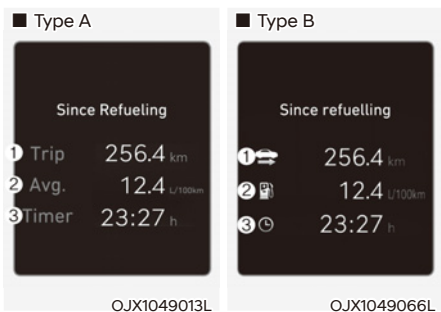 ■ Type A
Since Refueling
1 Trip 256.4 km
2 Avg. 12.4 L/100km
3 Timer 23:27 h
OJX1049013L
■ Type B
Since refuelling
1 256.4 km
2 12.4 L/100km
3 23:27 h
OJX1049066L